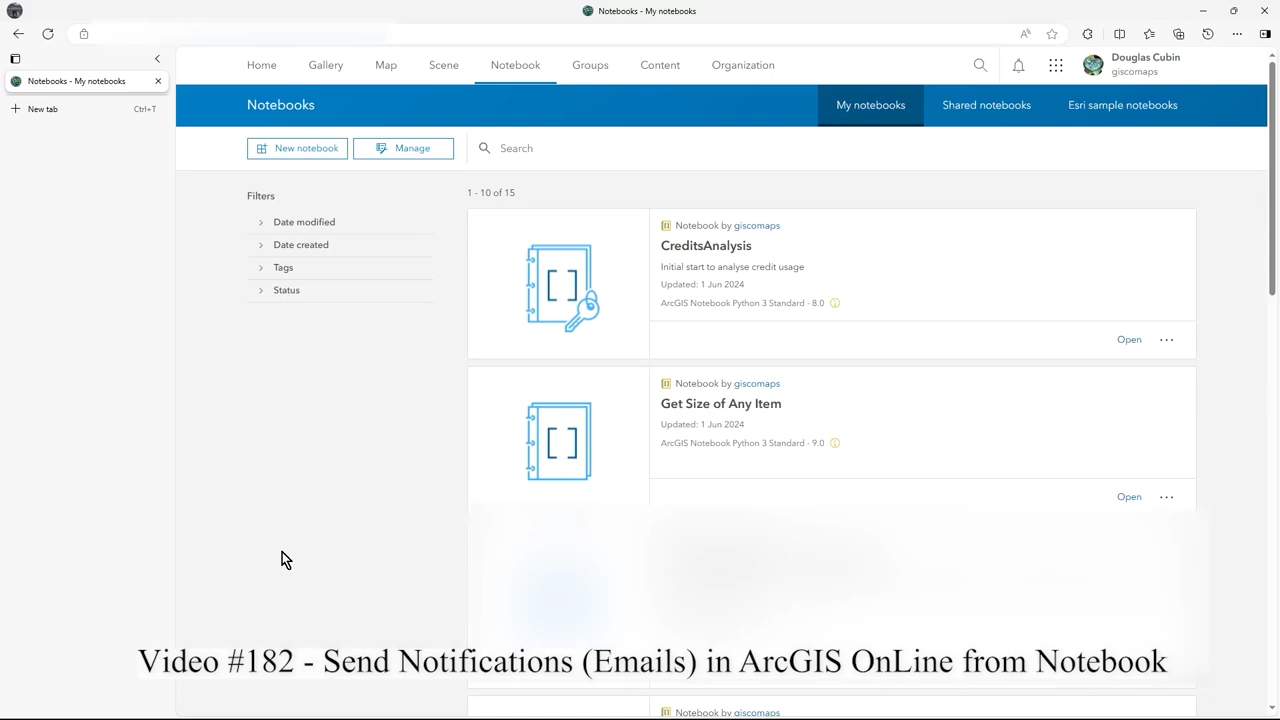 Notebooks - My notebooks
Notebooks - My notebooks
New tab Ctrl+T
Home Gallery Map Scene Notebook Groups Content Organization
Douglas Cubin
giscomaps
Notebooks
My notebooks Shared notebooks Esri sample notebooks
New notebook Manage Search
Filters
Date modified
Date created
Tags
Status
1 - 10 of 15
Notebook by giscomaps
CreditsAnalysis
Initial start to analyse credit usage
Updated: 1 Jun 2024
ArcGIS Notebook Python 3 Standard - 8.0
Open
Notebook by giscomaps
Get Size of Any Item
Updated: 1 Jun 2024
ArcGIS Notebook Python 3 Standard - 9.0
Open
Video #182 - Send Notifications (Emails) in ArcGIS OnLine from Notebook
Notebook by giscomaps